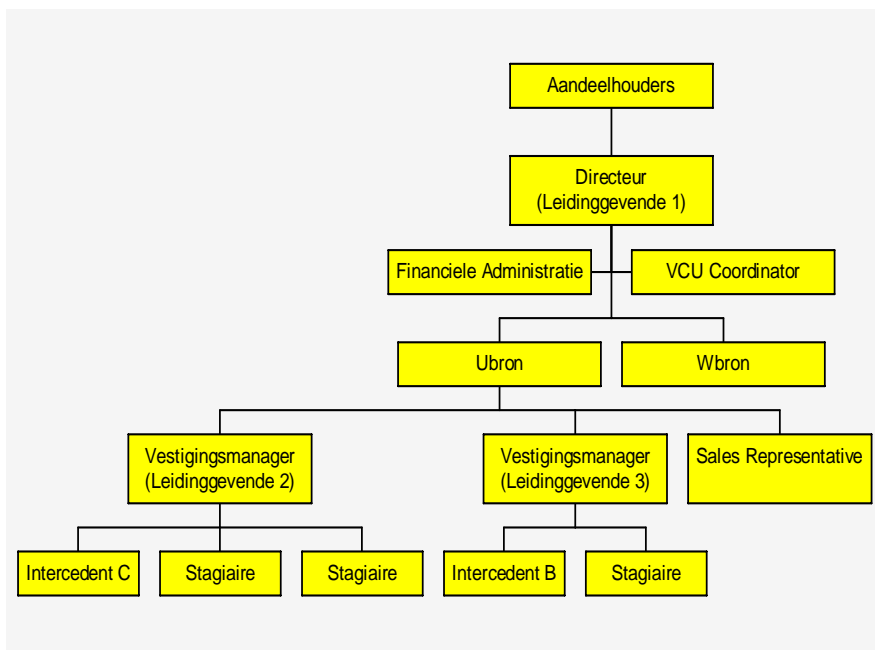 Aandeelhouders
Directeur
(Leidinggevende 1)
Financiele Administratie
VCU Coordinator
Ubron
Wbron
Vestigingsmanager
(Leidinggevende 2)
Vestigingsmanager
(Leidinggevende 3)
Sales Representative
Intercedent C
Stagiaire
Stagiaire
Intercedent B
Stagiaire